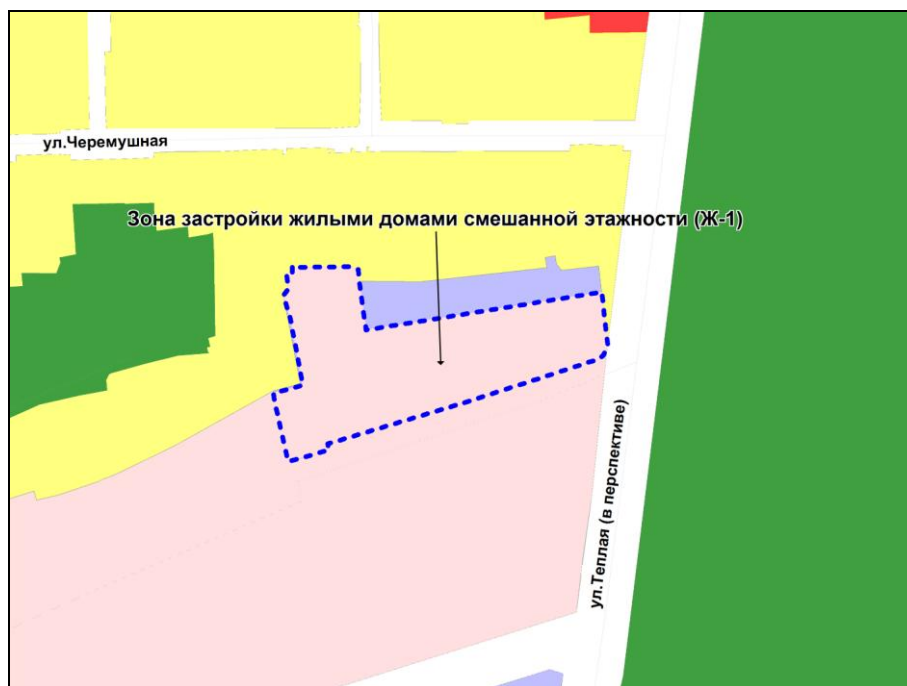 ул.Черемушная
Зона застройки жилыми домами смешанной этажности (Ж-1)
ул.Теплая (в перспективе)